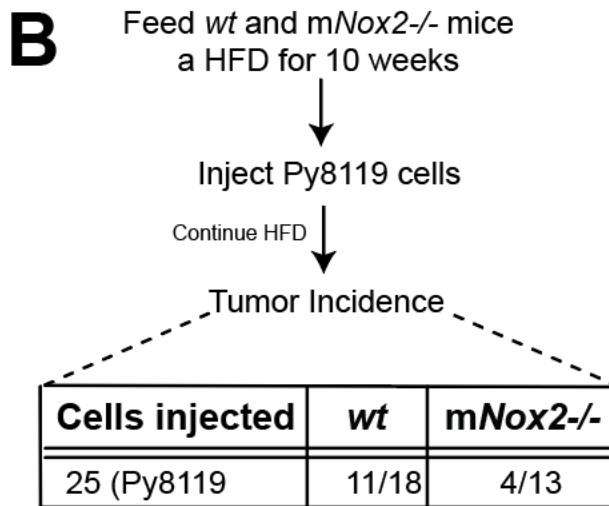 B
Feed wt and mNox2-/- mice
a HFD for 10 weeks
Inject Py8119 cells
Continue HFD
Tumor Incidence
Cells injected wt mNox2-/-
25 (Py8119 11/18 4/13